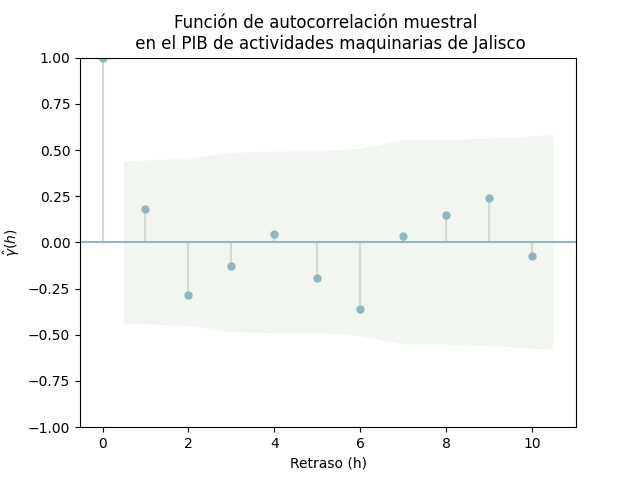 Función de autocorrelación muestral
en el PIB de actividades maquinarias de Jalisco
1.00
0.75
0.50
0.25
0.00
−0.25
−0.50
−0.75
−1.00
γ̂(h)
0 2 4 6 8 10
Retraso (h)